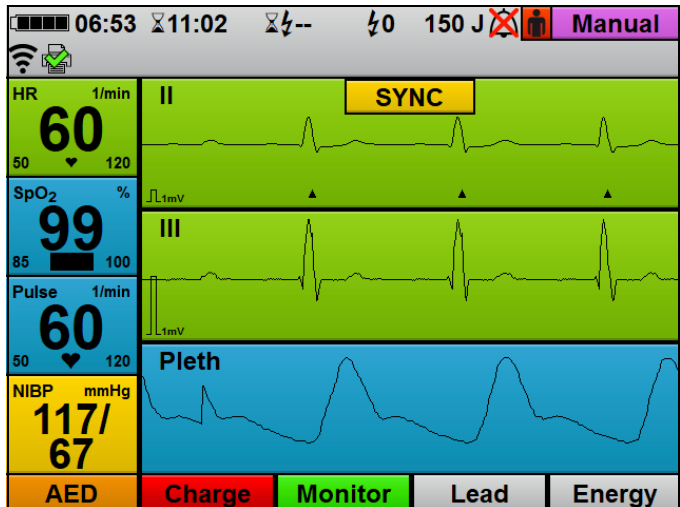 06:53 11:02 -- 0 150 J Manual
HR 1/min
60
50 120
SpO2 %
99
85 100
Pulse 1/min
60
50 120
NIBP mmHg
117/
67
II SYNC
1mV
III
1mV
Pleth
AED Charge Monitor Lead Energy